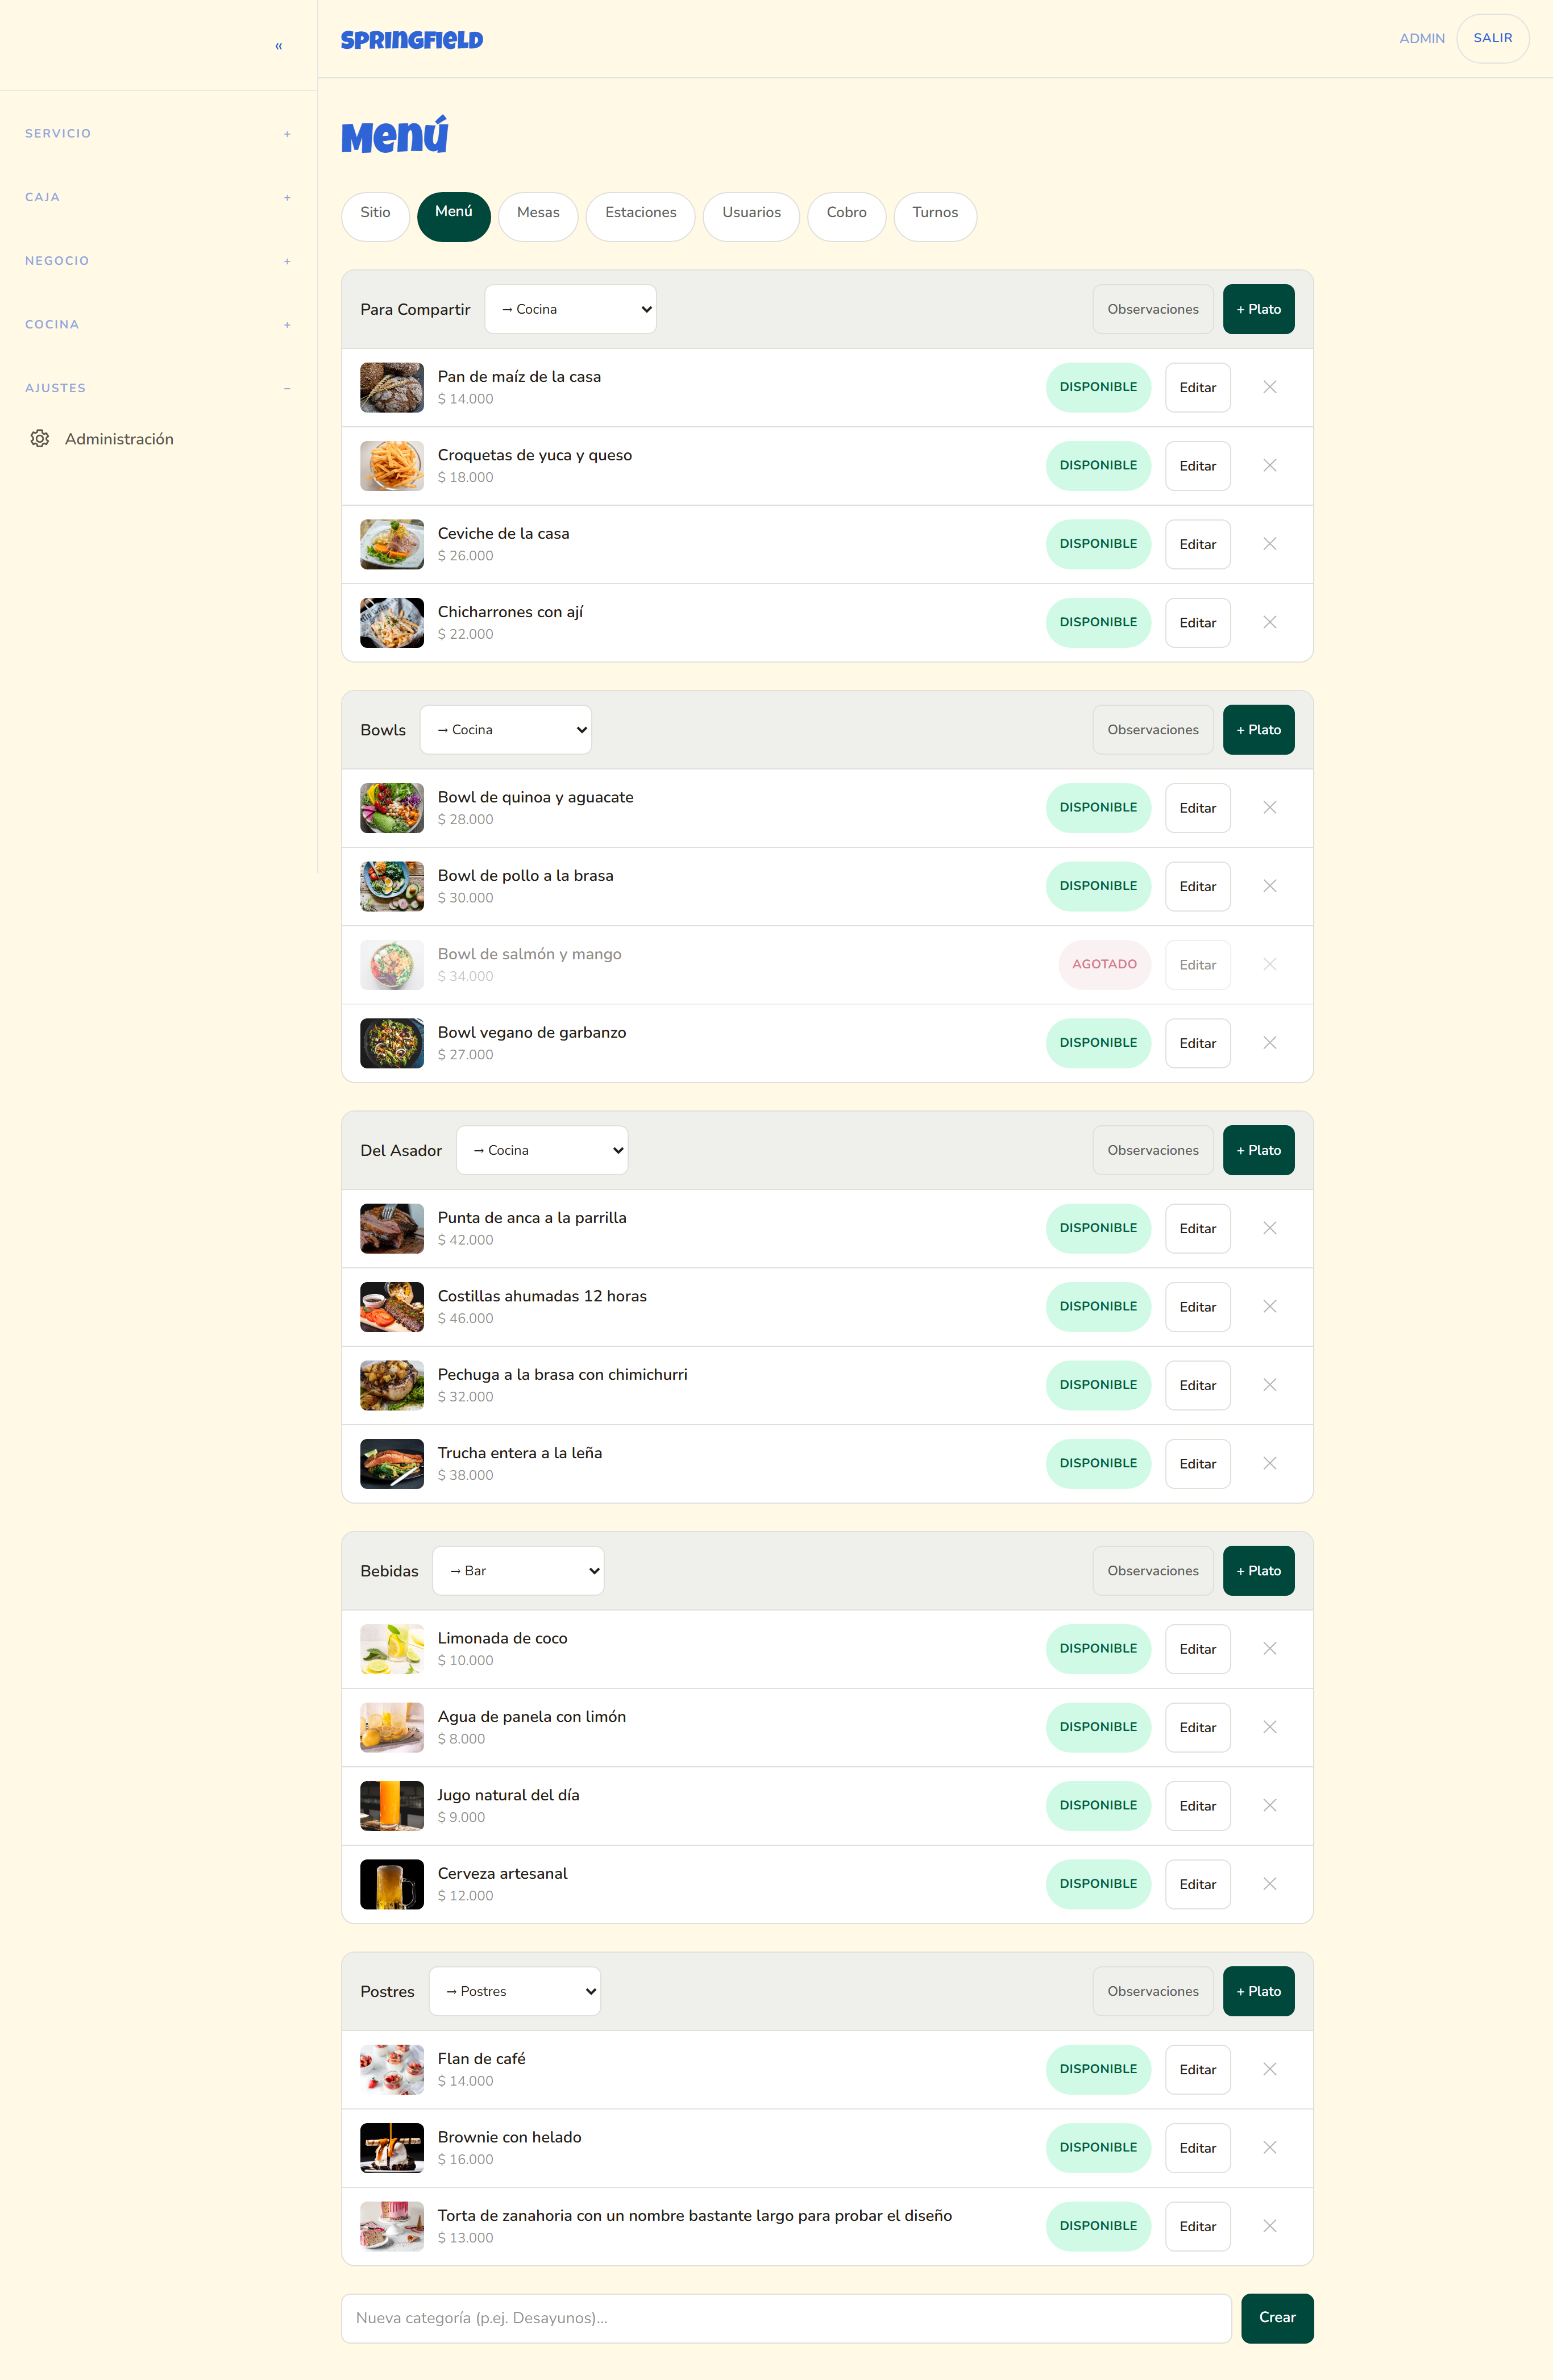 «
SPRINGFIELD
ADMIN
SALIR
SERVICIO +
CAJA +
NEGOCIO +
COCINA +
AJUSTES −
Administración
Menú
Sitio
Menú
Mesas
Estaciones
Usuarios
Cobro
Turnos
Para Compartir
→ Cocina
Observaciones
+ Plato
Pan de maíz de la casa
$ 14.000
DISPONIBLE
Editar
Croquetas de yuca y queso
$ 18.000
DISPONIBLE
Editar
Ceviche de la casa
$ 26.000
DISPONIBLE
Editar
Chicharrones con ají
$ 22.000
DISPONIBLE
Editar
Bowls
→ Cocina
Observaciones
+ Plato
Bowl de quinoa y aguacate
$ 28.000
DISPONIBLE
Editar
Bowl de pollo a la brasa
$ 30.000
DISPONIBLE
Editar
Bowl de salmón y mango
$ 34.000
AGOTADO
Editar
Bowl vegano de garbanzo
$ 27.000
DISPONIBLE
Editar
Del Asador
→ Cocina
Observaciones
+ Plato
Punta de anca a la parrilla
$ 42.000
DISPONIBLE
Editar
Costillas ahumadas 12 horas
$ 46.000
DISPONIBLE
Editar
Pechuga a la brasa con chimichurri
$ 32.000
DISPONIBLE
Editar
Trucha entera a la leña
$ 38.000
DISPONIBLE
Editar
Bebidas
→ Bar
Observaciones
+ Plato
Limonada de coco
$ 10.000
DISPONIBLE
Editar
Agua de panela con limón
$ 8.000
DISPONIBLE
Editar
Jugo natural del día
$ 9.000
DISPONIBLE
Editar
Cerveza artesanal
$ 12.000
DISPONIBLE
Editar
Postres
→ Postres
Observaciones
+ Plato
Flan de café
$ 14.000
DISPONIBLE
Editar
Brownie con helado
$ 16.000
DISPONIBLE
Editar
Torta de zanahoria con un nombre bastante largo para probar el diseño
$ 13.000
DISPONIBLE
Editar
Nueva categoría (p.ej. Desayunos)...
Crear